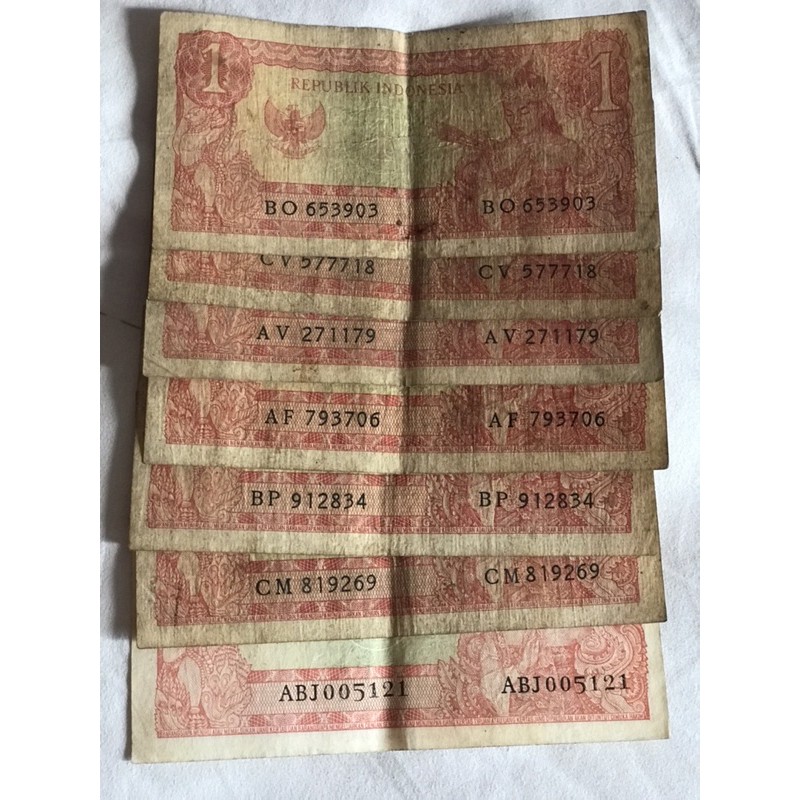 1 1
REPUBLIK INDONESIA
BO 653903 BO 653903
CV 577718 CV 577718
AV 271179 AV 271179
AF 793706 AF 793706
BP 912834 BP 912834
CM 819269 CM 819269
ABJ005121 ABJ005121